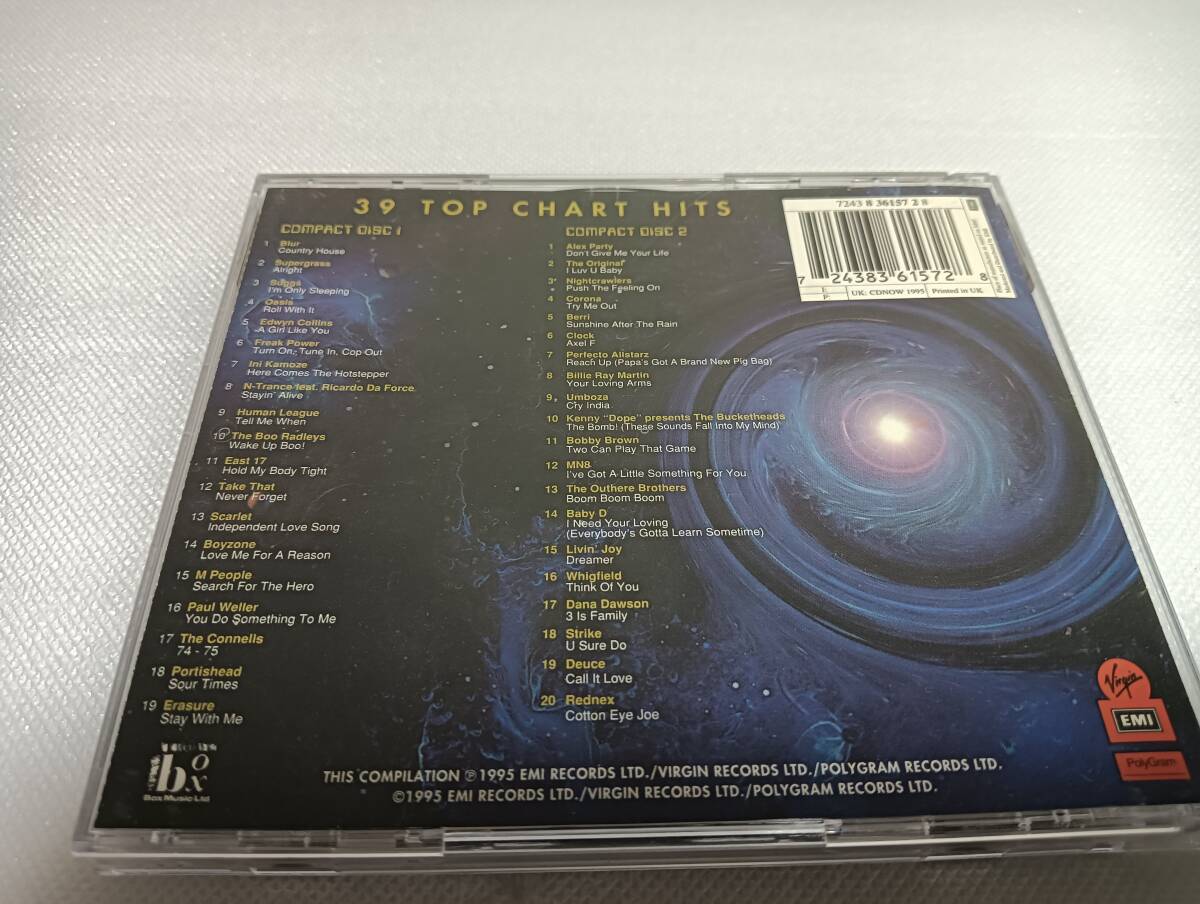 39 TOP CHART HITS
COMPACT DISC 1
1 Blur
Country House
2 Supergrass
Alright
3 Suggs
I'm Only Sleeping
4 Oasis
Roll With It
5 Edwyn Collins
A Girl Like You
6 Freak Power
Turn On, Tune In, Cop Out
7 Ini Kamoze
Here Comes The Hotstepper
8 N-Trance feat. Ricardo Da Force
Stayin' Alive
9 Human League
Tell Me When
10 The Boo Radleys
Wake Up Boo!
11 East 17
Hold My Body Tight
12 Take That
Never Forget
13 Scarlet
Independent Love Song
14 Boyzone
Love Me For A Reason
15 M People
Search For The Hero
16 Paul Weller
You Do Something To Me
17 The Connells
74 - 75
18 Portishead
Sour Times
19 Erasure
Stay With Me
COMPACT DISC 2
1 Alex Party
Don't Give Me Your Life
2 The Original
I Luv U Baby
3 Nightcrawlers
Push The Feeling On
4 Corona
Try Me Out
5 Berri
Sunshine After The Rain
6 Clock
Axel F
7 Perfecto Allstarz
Reach Up (Papa's Got A Brand New Pig Bag)
8 Billie Ray Martin
Your Loving Arms
9 Umboza
Cry India
10 Kenny "Dope" presents The Bucketheads
The Bomb! (These Sounds Fall Into My Mind)
11 Bobby Brown
Two Can Play That Game
12 MN8
I've Got A Little Something For You
13 The Outhere Brothers
Boom Boom Boom
14 Baby D
I Need Your Loving
(Everybody's Gotta Learn Sometime)
15 Livin' Joy
Dreamer
16 Whigfield
Think Of You
17 Dana Dawson
3 Is Family
18 Strike
U Sure Do
19 Deuce
Call It Love
20 Rednex
Cotton Eye Joe
7243 8 36157 2 8
7 24383 61572 8
UK: CDNOW 1995
Printed in UK
Virgin
EMI
PolyGram
box
Box Music Ltd
THIS COMPILATION ℗ 1995 EMI RECORDS LTD./VIRGIN RECORDS LTD./POLYGRAM RECORDS LTD.
© 1995 EMI RECORDS LTD./VIRGIN RECORDS LTD./POLYGRAM RECORDS LTD.